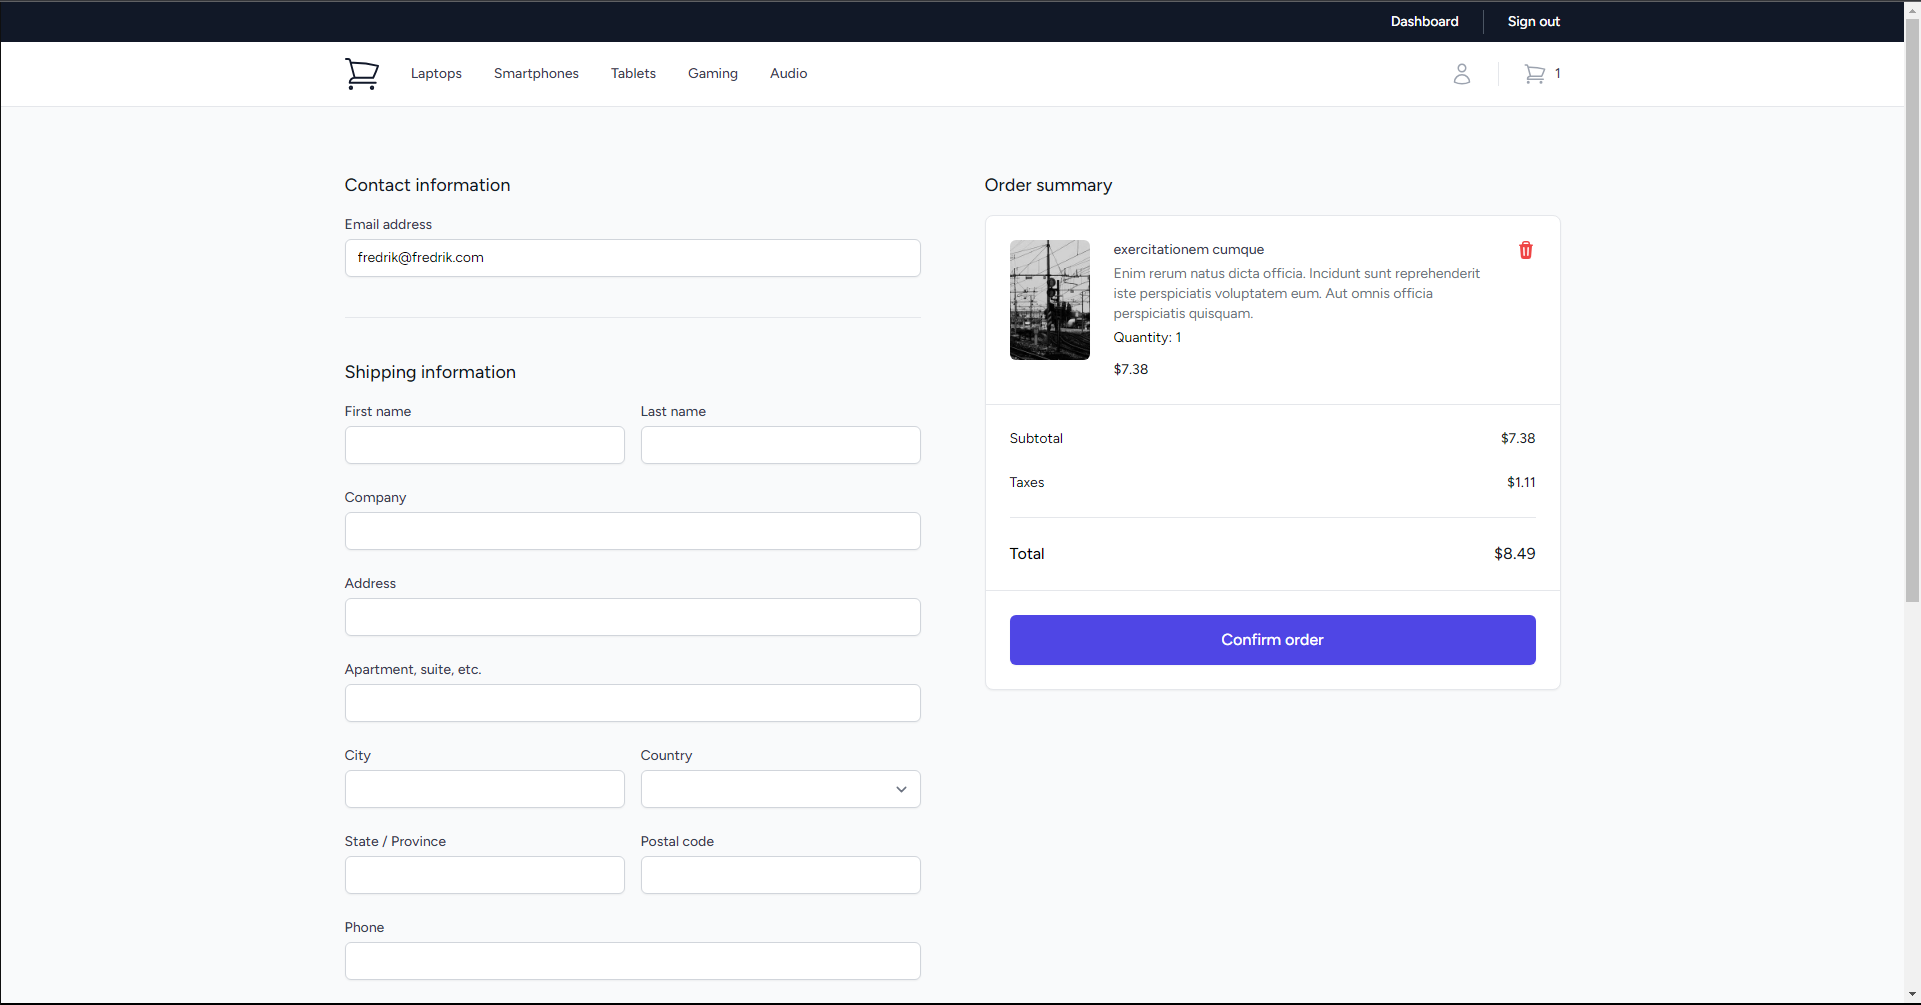 Dashboard
Sign out
Laptops
Smartphones
Tablets
Gaming
Audio
1
Contact information
Email address
fredrik@fredrik.com
Shipping information
First name
Last name
Company
Address
Apartment, suite, etc.
City
Country
State / Province
Postal code
Phone
Order summary
exercitationem cumque
Enim rerum natus dicta officia. Incidunt sunt reprehenderit
iste perspiciatis voluptatem eum. Aut omnis officia
perspiciatis quisquam.
Quantity: 1
$7.38
Subtotal
$7.38
Taxes
$1.11
Total
$8.49
Confirm order